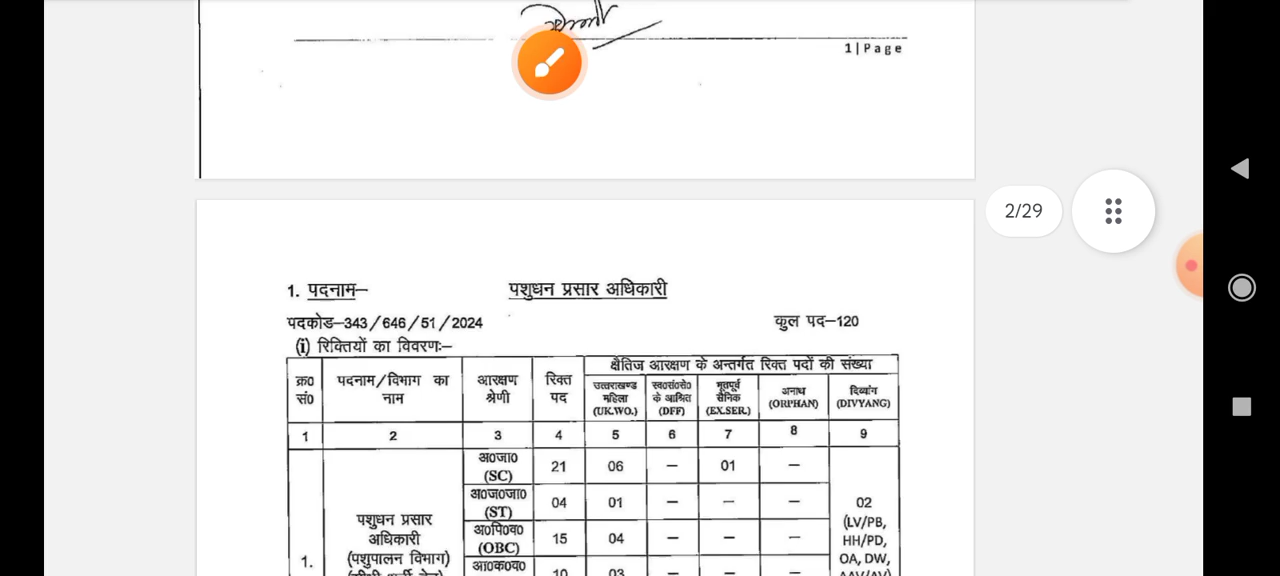 1 | P a g e
2/29
1. पदनाम– पशुधन प्रसार अधिकारी
पदकोड–343/646/51/2024 कुल पद–120
(i) रिक्तियों का विवरणः–
क्र0 सं0 | पदनाम/विभाग का नाम | आरक्षण श्रेणी | रिक्त पद | क्षैतिज आरक्षण के अन्तर्गत रिक्त पदों की संख्या
उत्तराखण्ड महिला (UK.WO.) | स्व0सं0से0 के आश्रित (DFF) | भूतपूर्व सैनिक (EX.SER.) | अनाथ (ORPHAN) | दिव्यांग (DIVYANG)
1 2 3 4 5 6 7 8 9
अ0जा0 (SC) 21 06 – 01 –
अ0ज0जा0 (ST) 04 01 – – –
अ0पि0व0 (OBC) 15 04 – – –
अ0क0व0 10 03 – – –
1.
पशुधन प्रसार
अधिकारी
(पशुपालन विभाग)
02
(LV/PB,
HH/PD,
OA, DW,